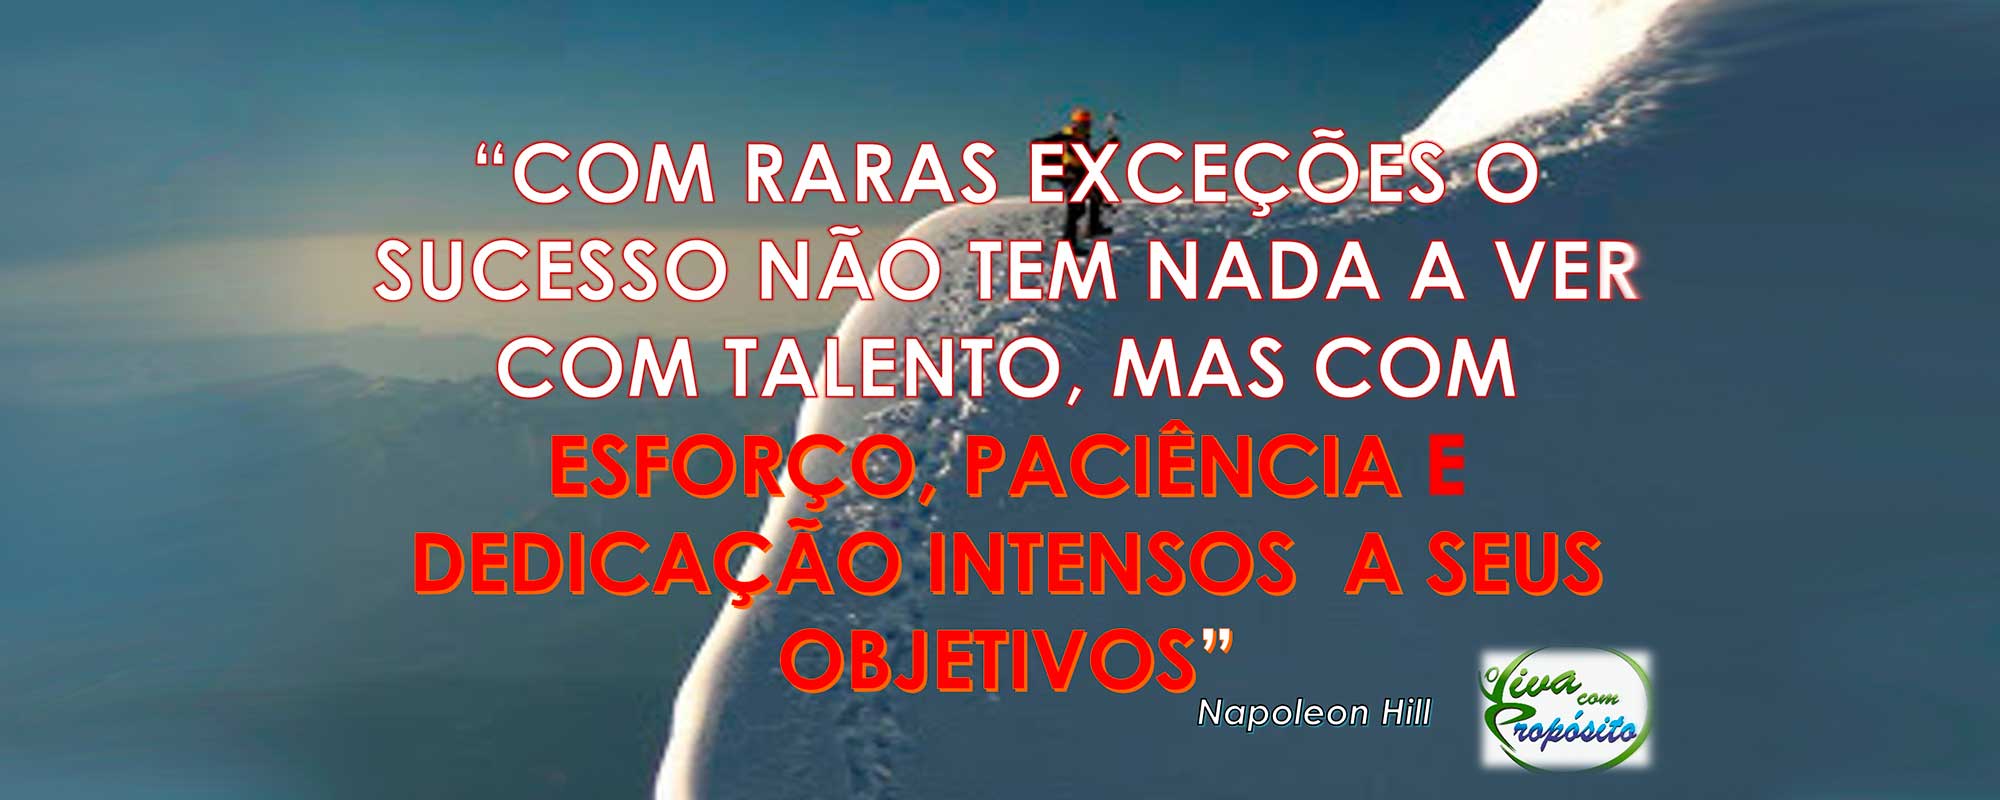 “COM RARAS EXCEÇÕES O
SUCESSO NÃO TEM NADA A VER
COM TALENTO, MAS COM
ESFORÇO, PACIÊNCIA E
DEDICAÇÃO INTENSOS A SEUS
OBJETIVOS”
Napoleon Hill
Viva com
Propósito